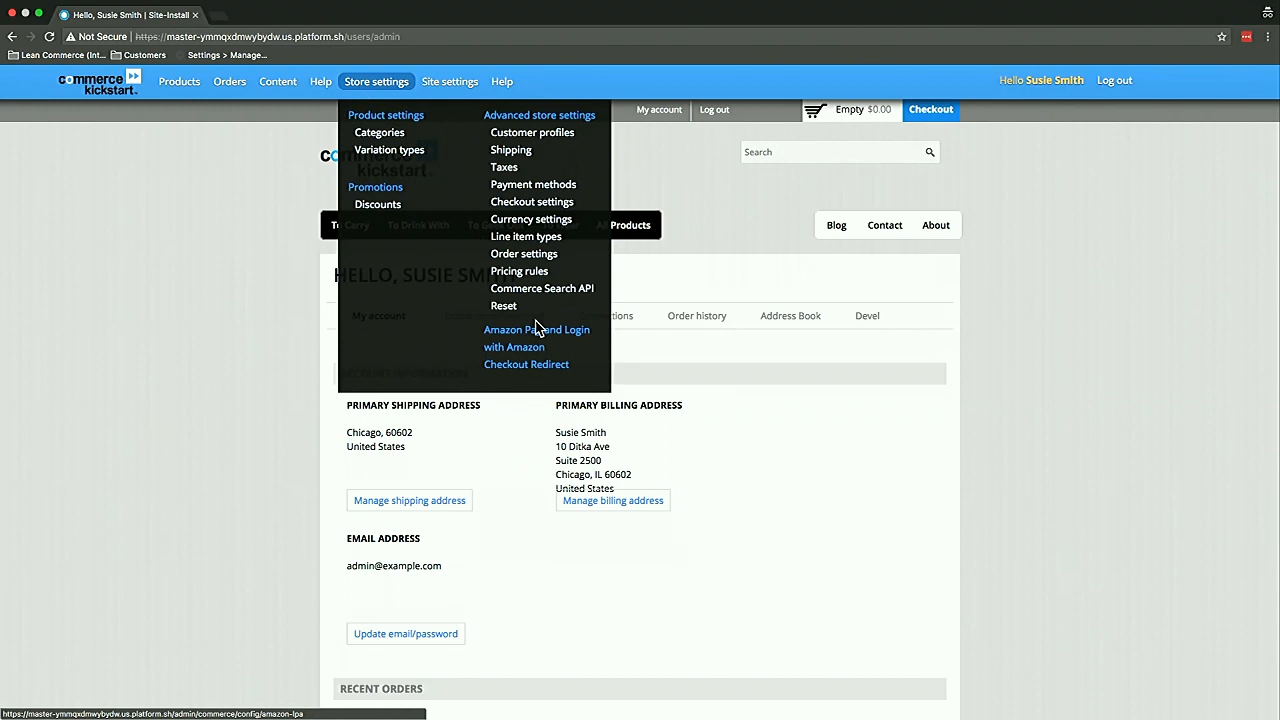 Hello, Susie Smith | Site-Install
Not Secure | https://master-ymmqxdmwybydw.us.platform.sh/users/admin
Lean Commerce (Int... Customers Settings > Manage...
commerce kickstart
Products Orders Content Help Store settings Site settings Help Hello Susie Smith Log out
My account Log out Empty $0.00 Checkout
Product settings
Categories
Variation types
Promotions
Discounts
Advanced store settings
Customer profiles
Shipping
Taxes
Payment methods
Checkout settings
Currency settings
Line item types
Order settings
Pricing rules
Commerce Search API
Reset
Amazon Pay and Login
with Amazon
Checkout Redirect
Search
To Carry To Drink With Products
Blog Contact About
HELLO, SUSIE SMITH
My account Order history Address Book Devel
ACCOUNT INFORMATION
PRIMARY SHIPPING ADDRESS
Chicago, 60602
United States
Manage shipping address
PRIMARY BILLING ADDRESS
Susie Smith
10 Ditka Ave
Suite 2500
Chicago, IL 60602
United States
Manage billing address
EMAIL ADDRESS
admin@example.com
Update email/password
RECENT ORDERS
https://master-ymmqxdmwybydw.us.platform.sh/admin/commerce/config/amazon-lpa